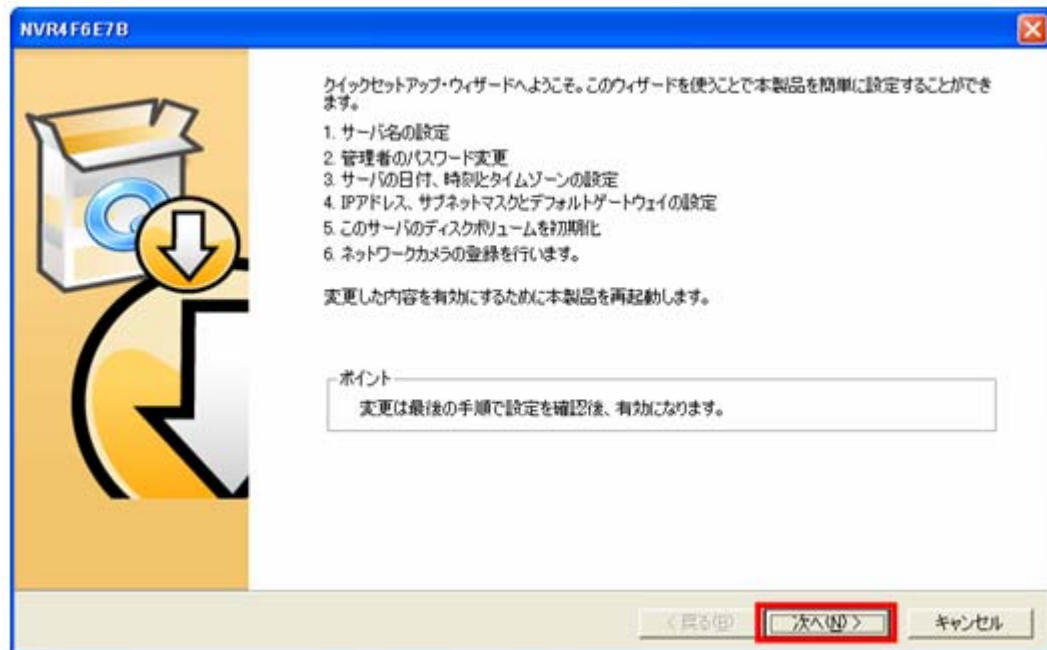 NVR4F6E7B
クイックセットアップ・ウィザードへようこそ。このウィザードを使うことで本製品を簡単に設定することができ
ます。
1. サーバ名の設定
2. 管理者のパスワード変更
3. サーバの日付、時刻とタイムゾーンの設定
4. IPアドレス、サブネットマスクとデフォルトゲートウェイの設定
5. このサーバのディスクボリュームを初期化
6. ネットワークカメラの登録を行います。
変更した内容を有効にするために本製品を再起動します。
ポイント
変更は最後の手順で設定を確認後、有効になります。
< 戻る(B)
次へ(N) >
キャンセル